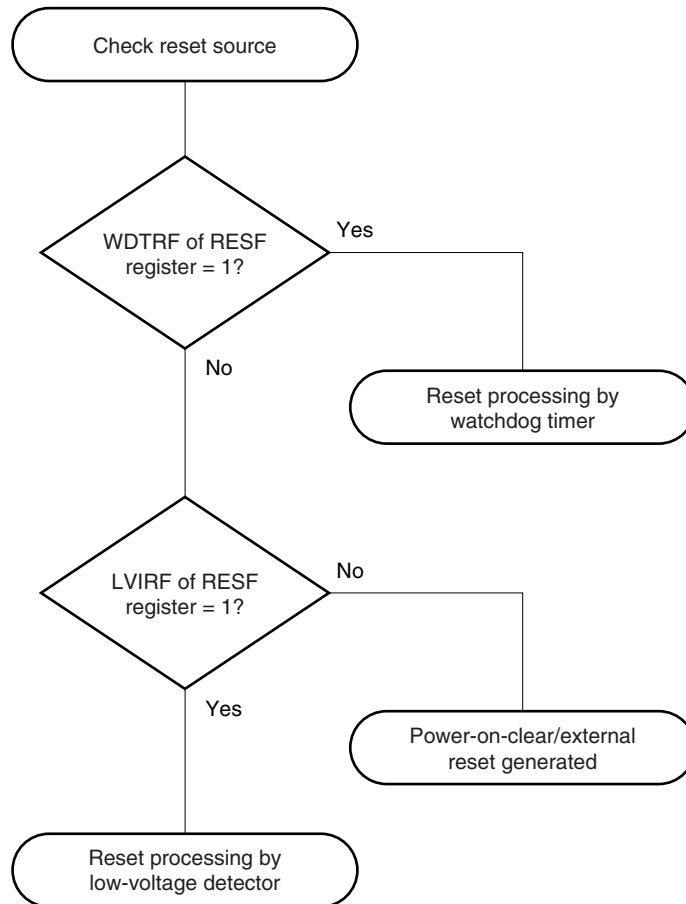 Check reset source
WDTRF of RESF
register = 1?
Yes
No
Reset processing by
watchdog timer
LVIRF of RESF
register = 1?
No
Yes
Power-on-clear/external
reset generated
Reset processing by
low-voltage detector